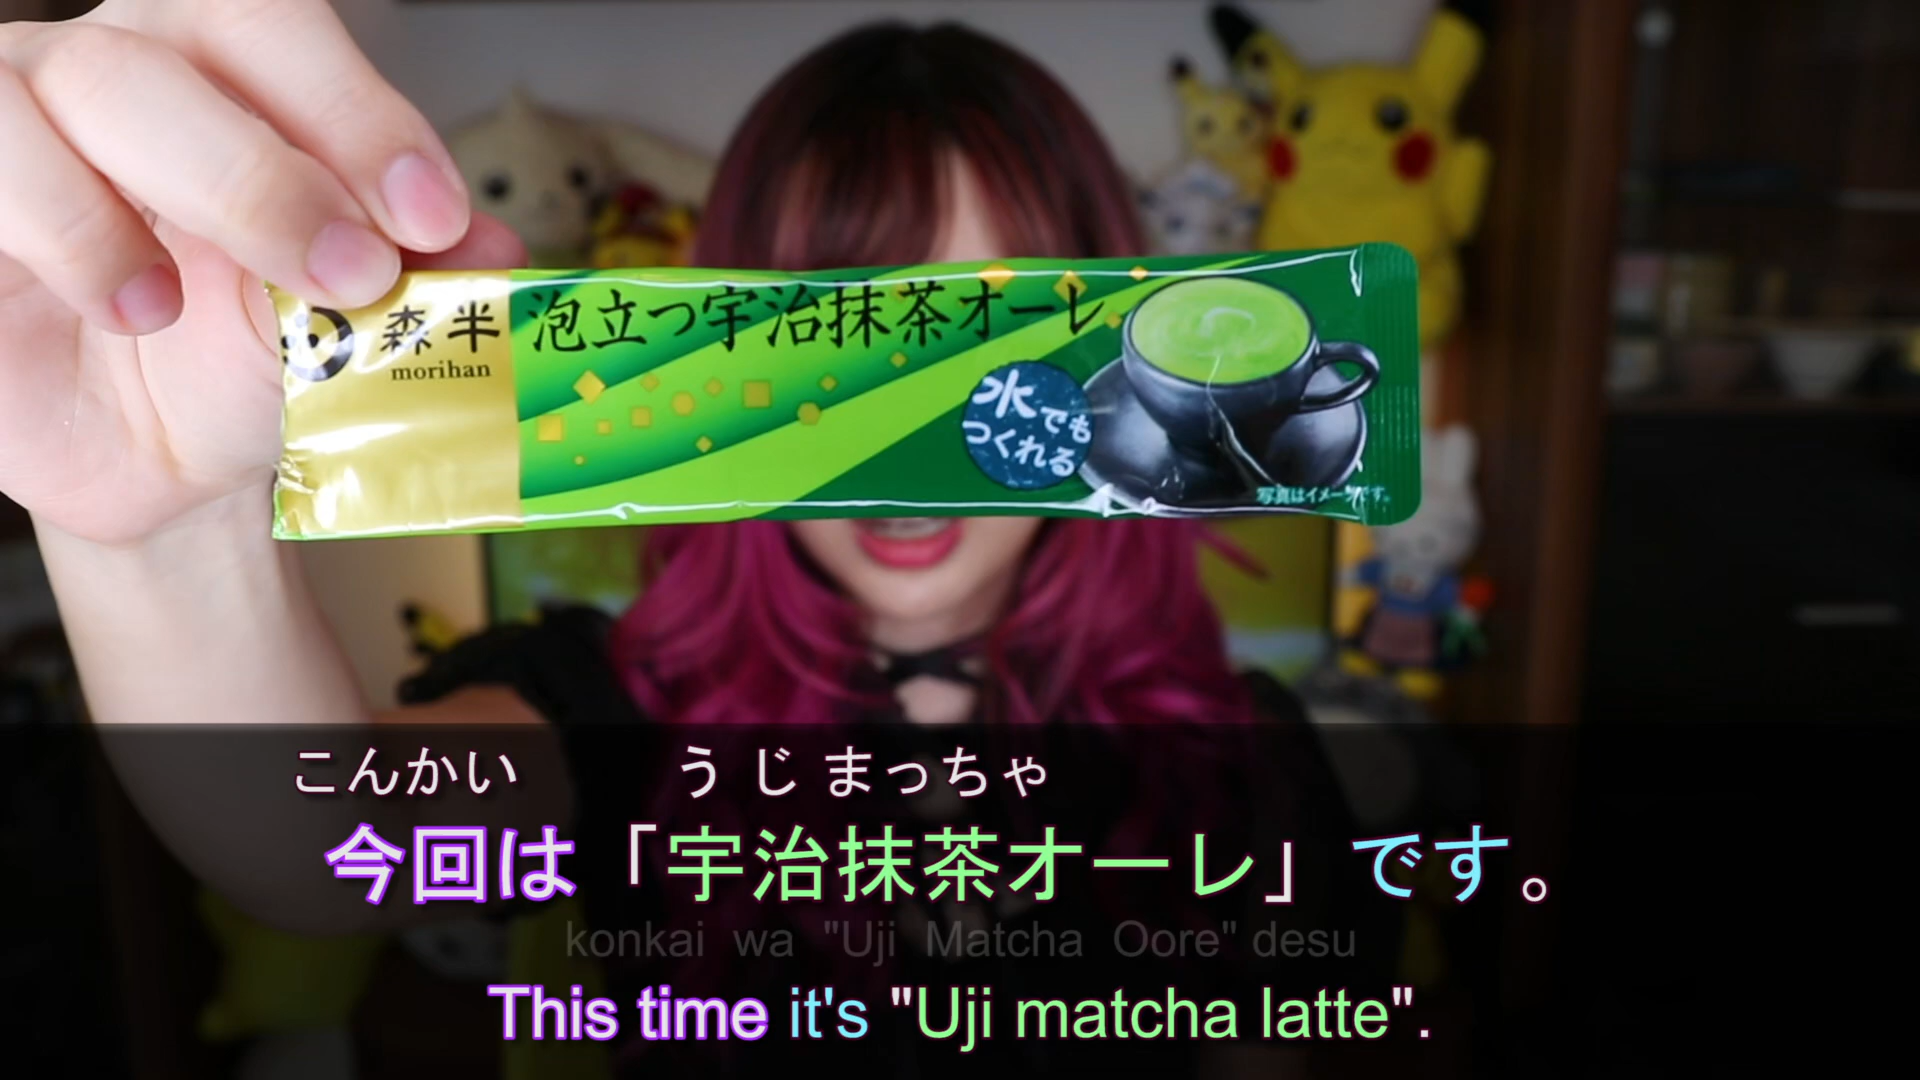 森半
morihan
泡立つ宇治抹茶オーレ
水でも
つくれる
写真はイメージです。
こんかい うじまっちゃ
今回は「宇治抹茶オーレ」です。
konkai wa "Uji Matcha Oore" desu
This time it's "Uji matcha latte".